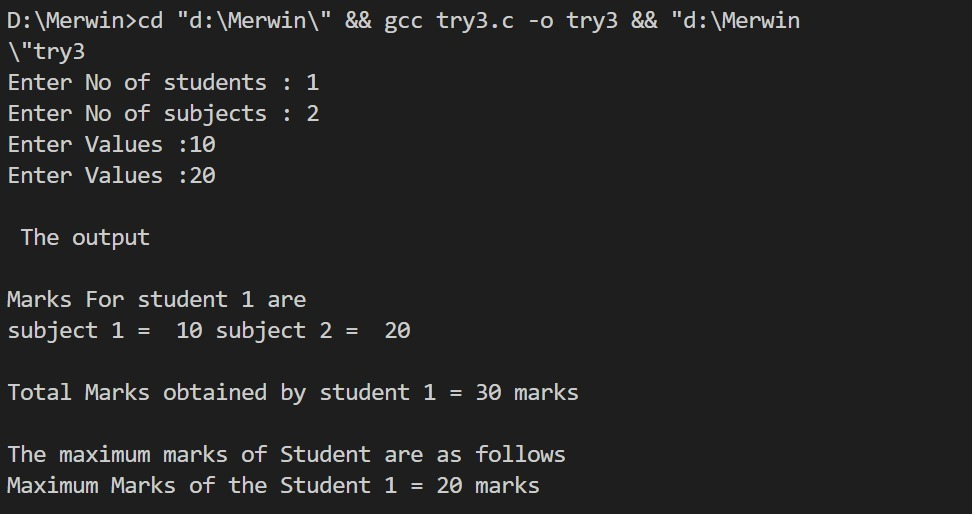 D:\Merwin>cd "d:\Merwin\" && gcc try3.c -o try3 && "d:\Merwin
\"try3
Enter No of students : 1
Enter No of subjects : 2
Enter Values :10
Enter Values :20
The output
Marks For student 1 are
subject 1 =  10 subject 2 =  20
Total Marks obtained by student 1 = 30 marks
The maximum marks of Student are as follows
Maximum Marks of the Student 1 = 20 marks